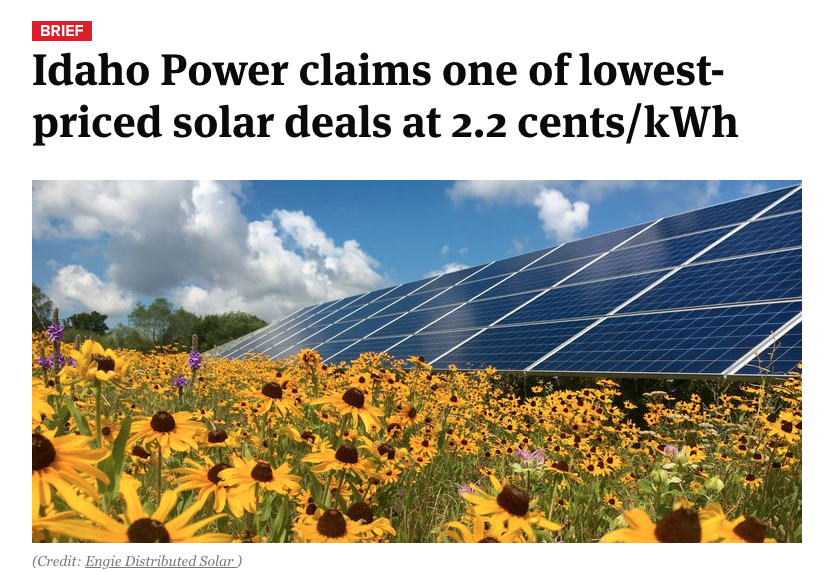 BRIEF
Idaho Power claims one of lowest-
priced solar deals at 2.2 cents/kWh
(Credit: Engie Distributed Solar )